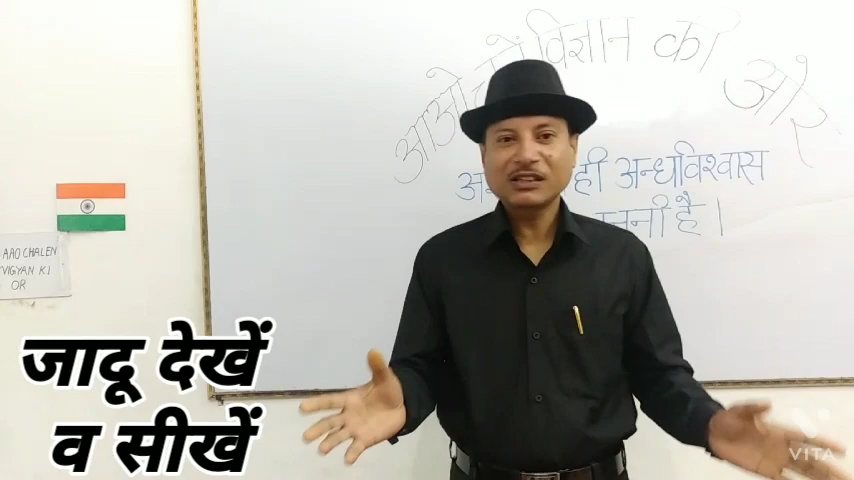 आओ विज्ञान की ओर
ही अन्धविश्वास
है।
AAO CHALEN
VIGYAN KI
OR
जादू देखें
व सीखें
VITA